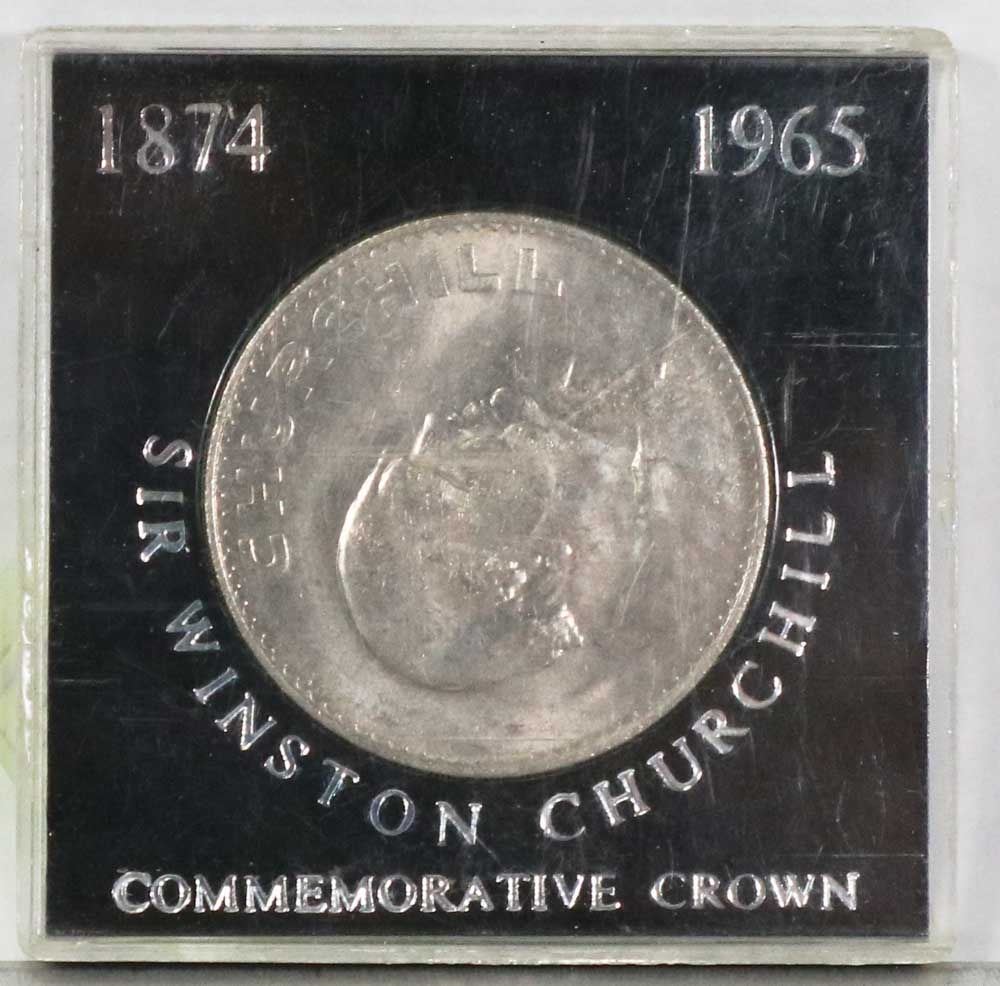 1874 1965
CHURCHILL
SIR WINSTON CHURCHILL
COMMEMORATIVE CROWN